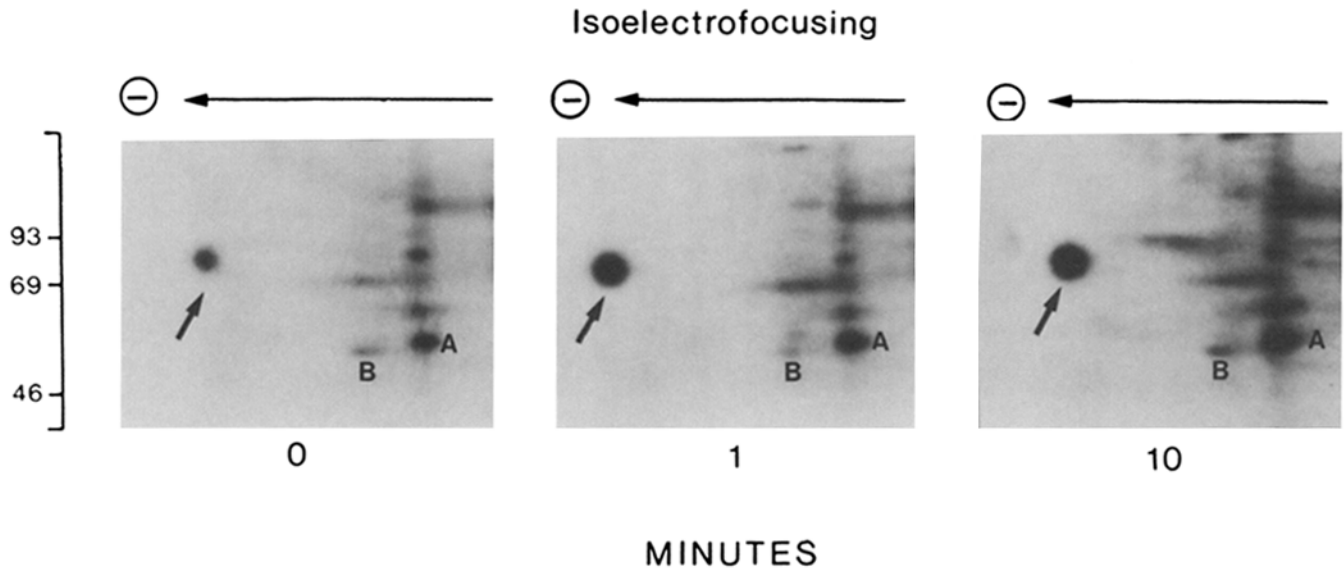 Isoelectrofocusing
⊖ ⊖ ⊖
93
69
46
A
B
A
B
A
B
0 1 10
MINUTES